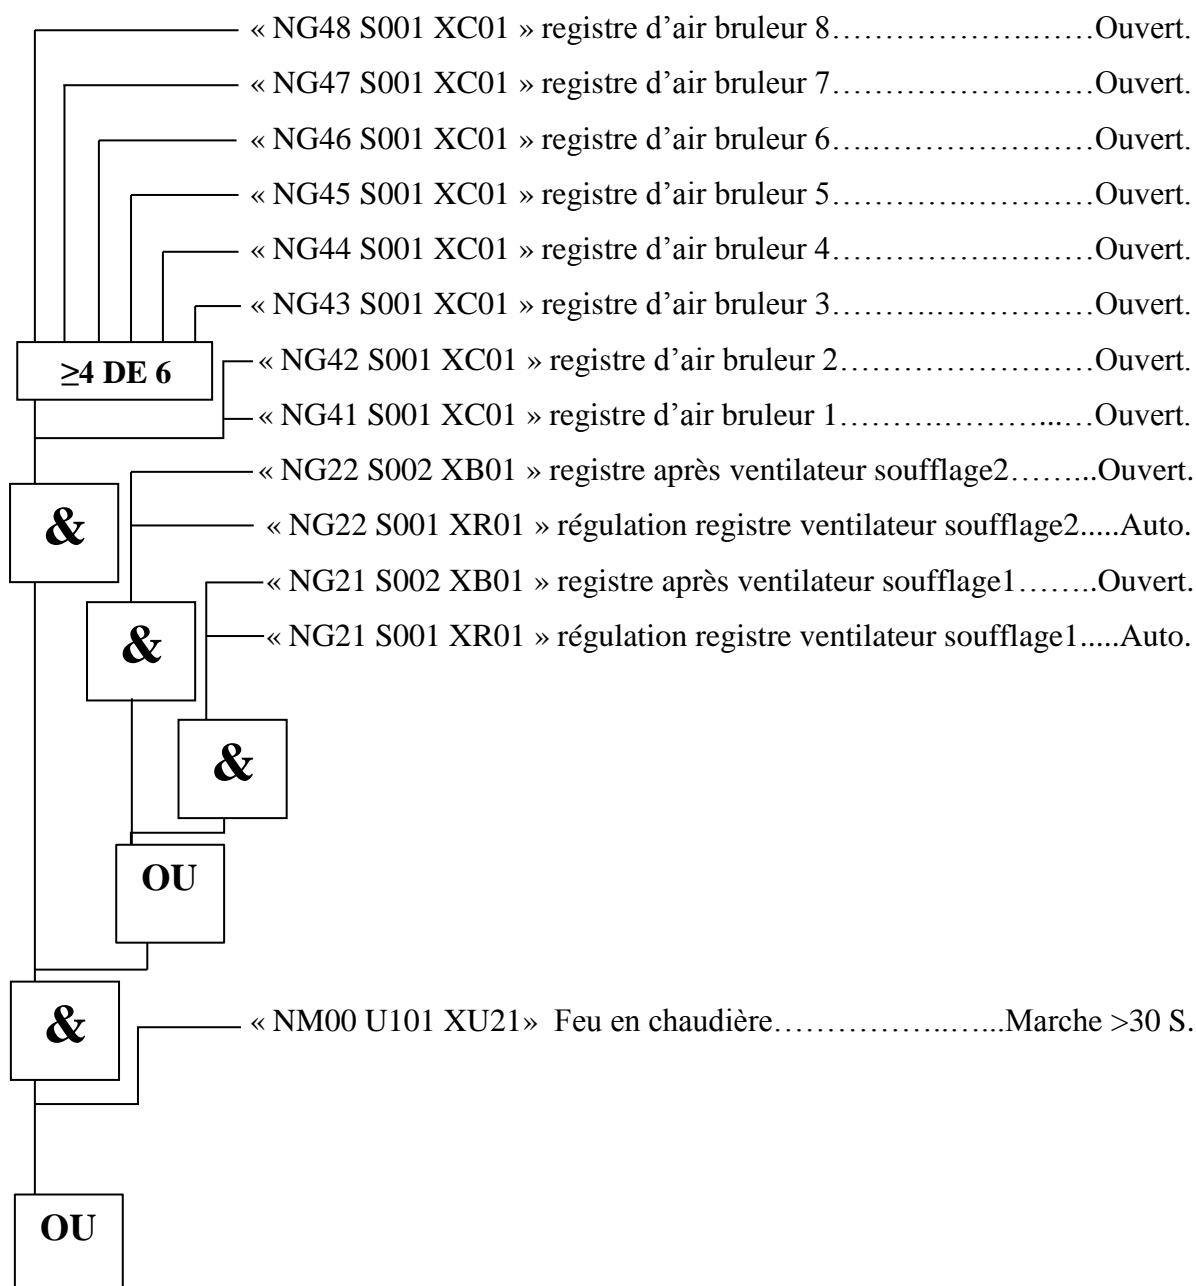 « NG48 S001 XC01 » registre d’air bruleur 8……………….……Ouvert.
« NG47 S001 XC01 » registre d’air bruleur 7……………….……Ouvert.
« NG46 S001 XC01 » registre d’air bruleur 6….…………………Ouvert.
« NG45 S001 XC01 » registre d’air bruleur 5………….…………Ouvert.
« NG44 S001 XC01 » registre d’air bruleur 4……………….……Ouvert.
« NG43 S001 XC01 » registre d’air bruleur 3……….……………Ouvert.
≥4 DE 6
« NG42 S001 XC01 » registre d’air bruleur 2……………………Ouvert.
« NG41 S001 XC01 » registre d’air bruleur 1……….………...…Ouvert.
« NG22 S002 XB01 » registre après ventilateur soufflage2……...Ouvert.
&
« NG22 S001 XR01 » régulation registre ventilateur soufflage2.....Auto.
« NG21 S002 XB01 » registre après ventilateur soufflage1……..Ouvert.
&
« NG21 S001 XR01 » régulation registre ventilateur soufflage1.....Auto.
&
OU
&
« NM00 U101 XU21» Feu en chaudière……………..…...Marche >30 S.
OU